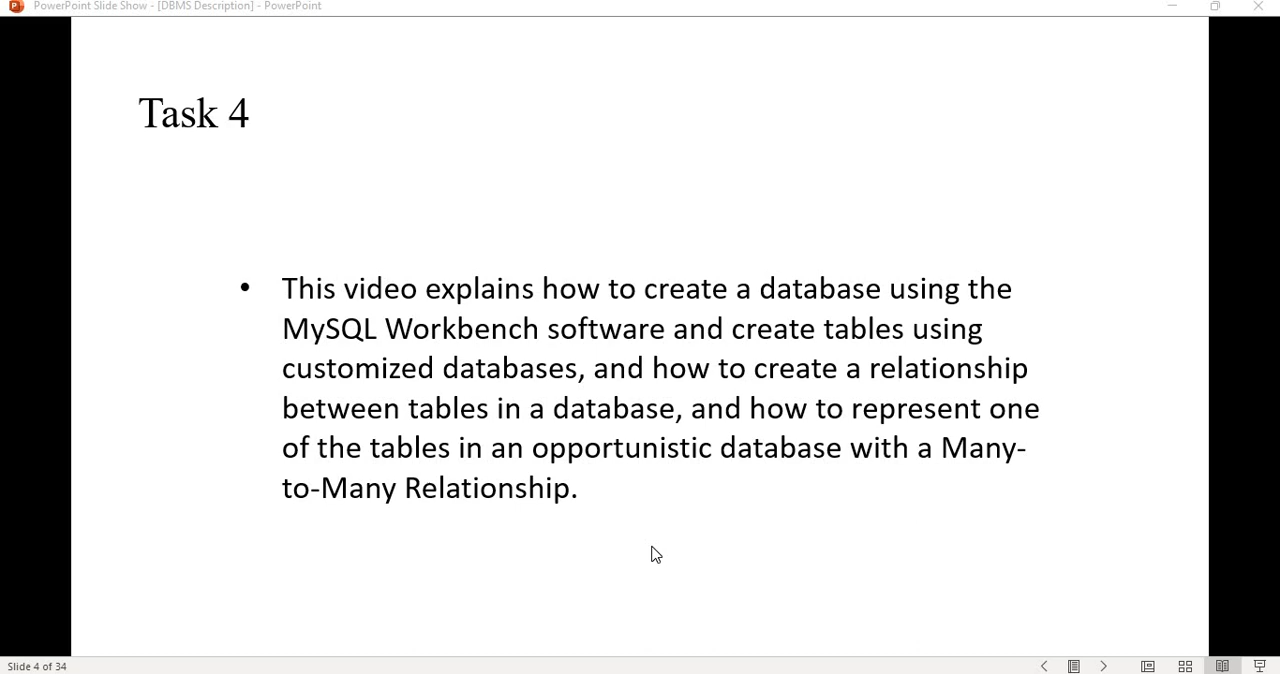 PowerPoint Slide Show - [DBMS Description] - PowerPoint
Task 4
• This video explains how to create a database using the
MySQL Workbench software and create tables using
customized databases, and how to create a relationship
between tables in a database, and how to represent one
of the tables in an opportunistic database with a Many-
to-Many Relationship.
Slide 4 of 34